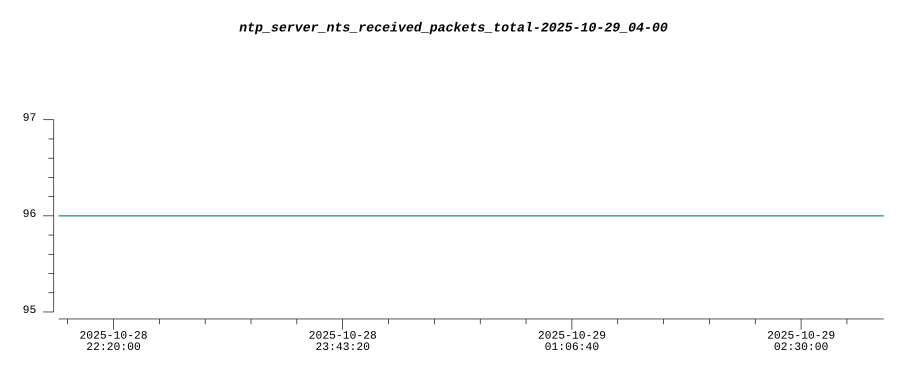 ntp_server_nts_received_packets_total-2025-10-29_04-00
97
96
95
2025-10-28 2025-10-28 2025-10-29 2025-10-29
22:20:00 23:43:20 01:06:40 02:30:00